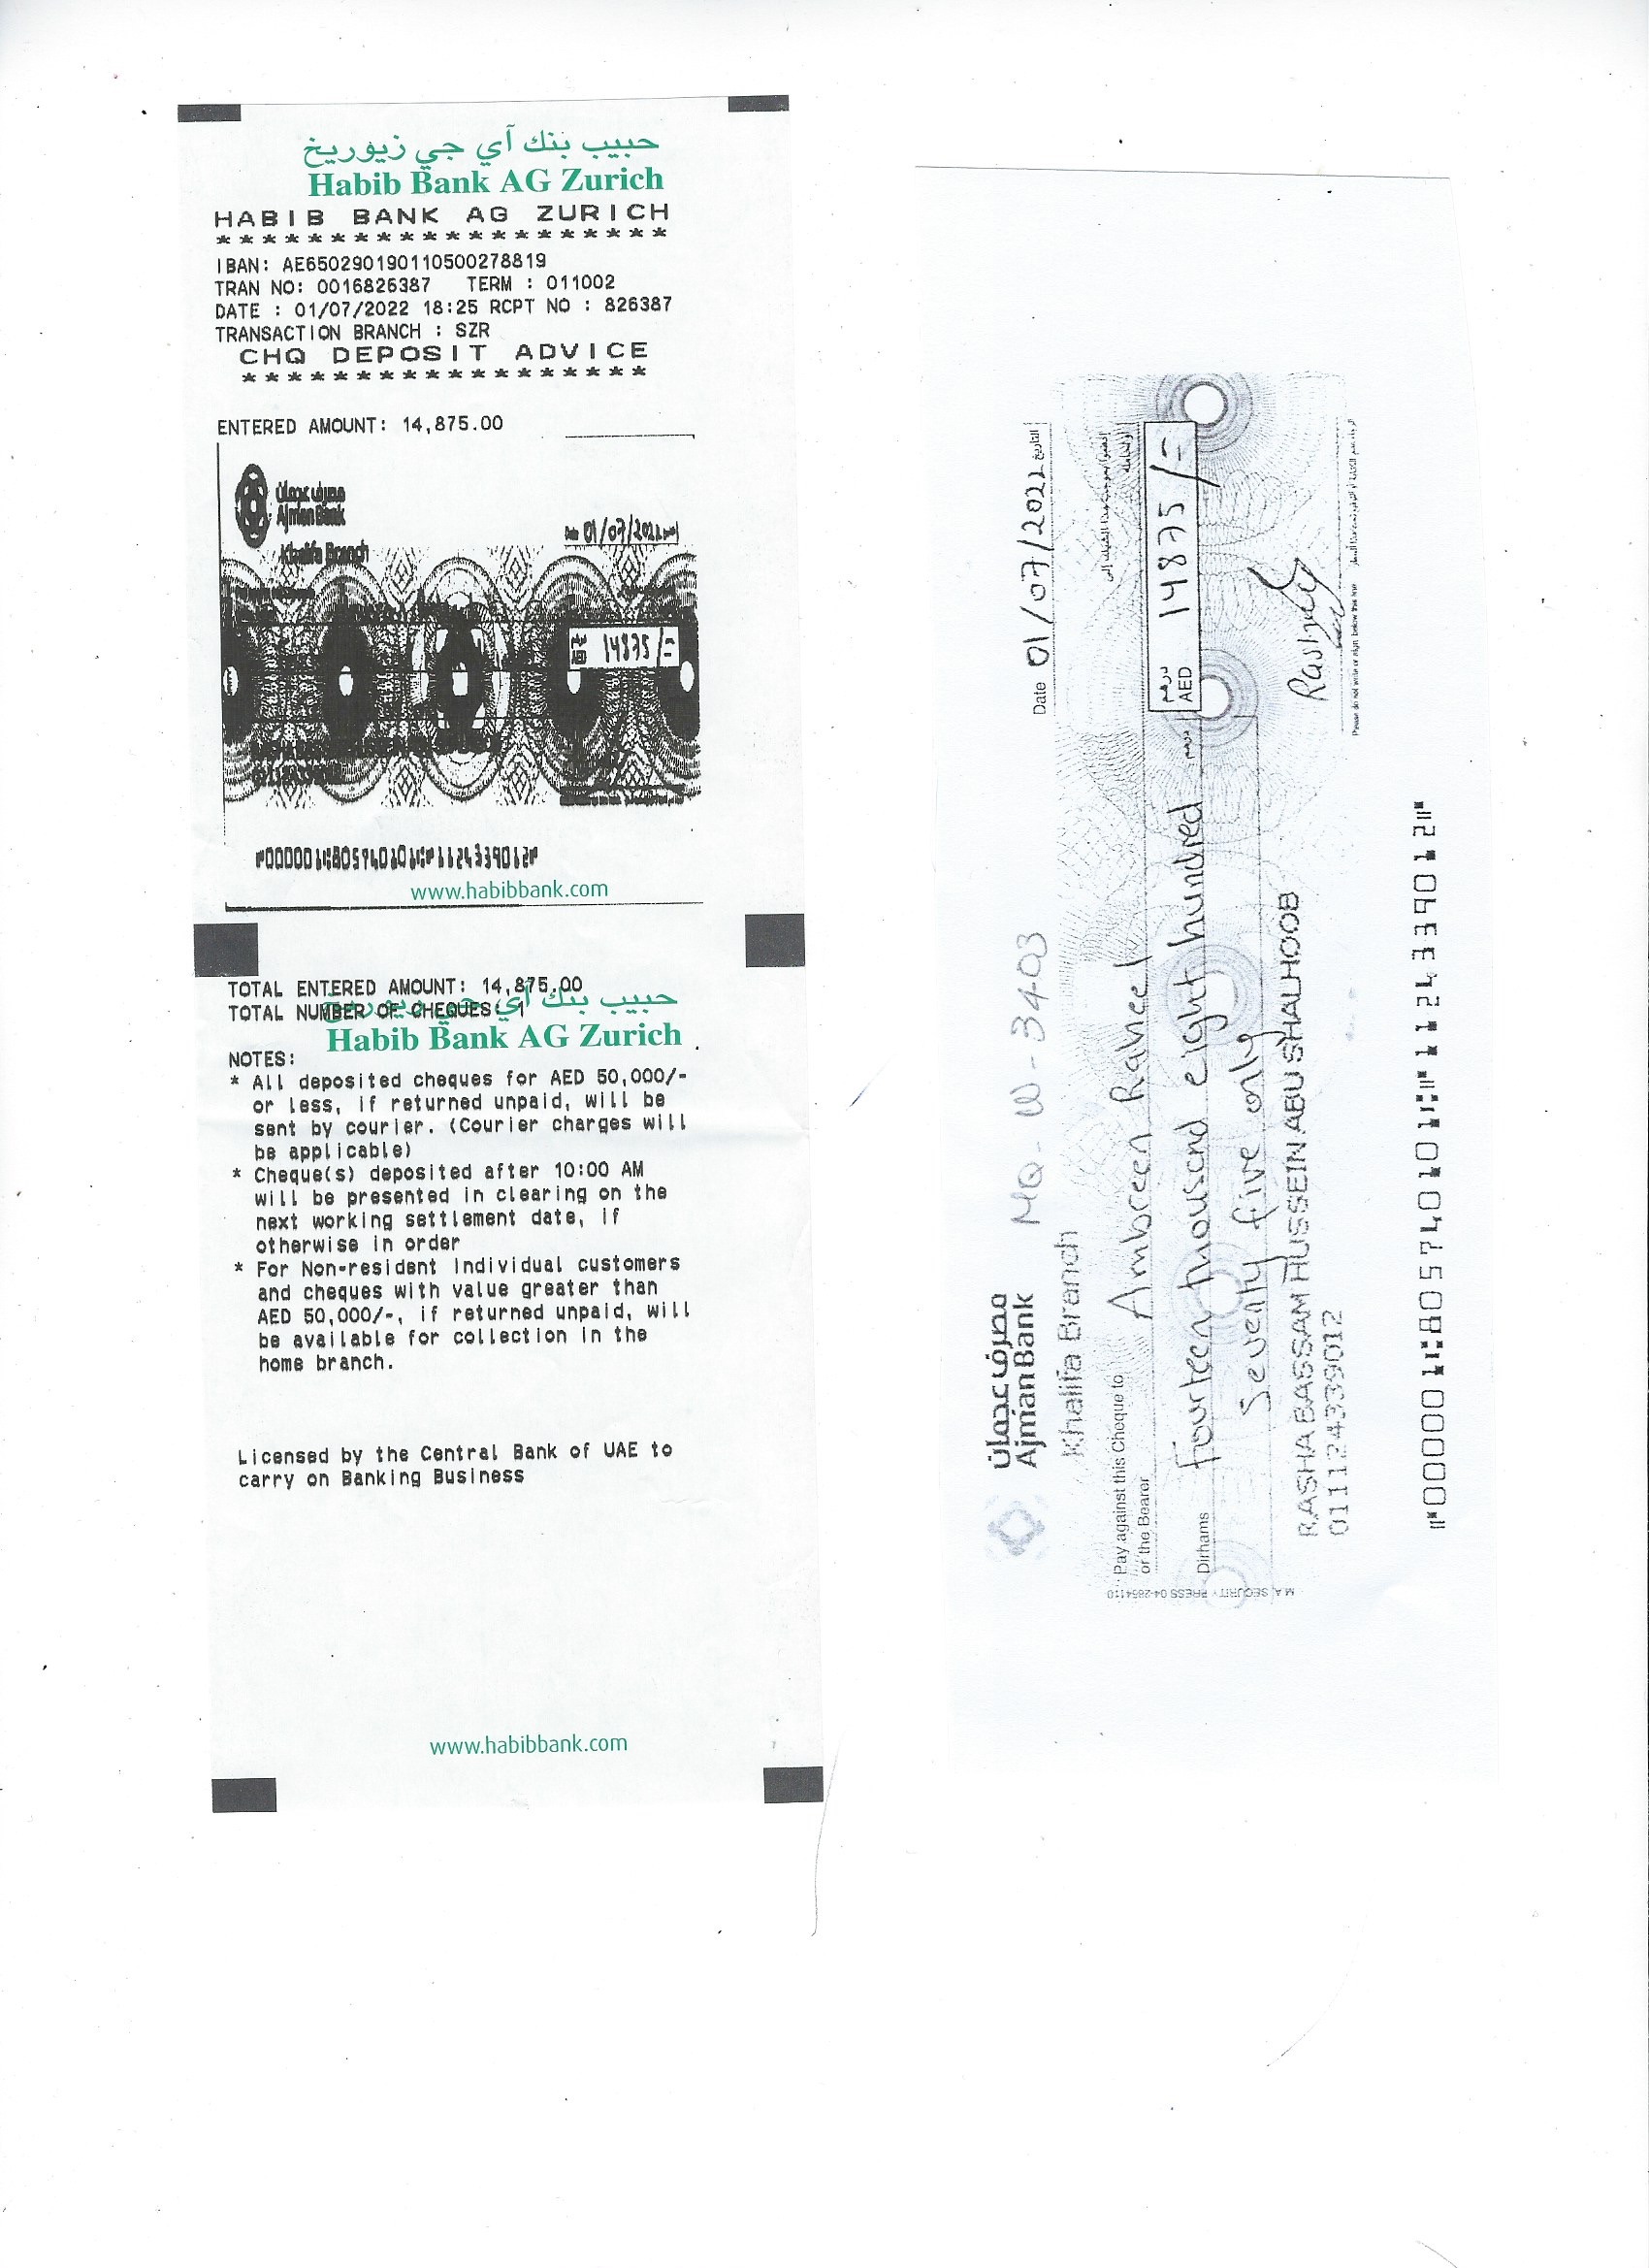 حبيب بنك آي جي زيوريخ
Habib Bank AG Zurich
HABIB BANK AG ZURICH
* * * * * * * * * * * * * * * * * * * *
IBAN: AE650290190110500278819
TRAN NO: 0016826387 TERM : 011002
DATE : 01/07/2022 18:25 RCPT NO : 826387
TRANSACTION BRANCH : SZR
CHQ DEPOSIT ADVICE
* * * * * * * * * * * * * * * * * *
ENTERED AMOUNT: 14,875.00
مصرف عجمان
Ajman Bank
Khalifa Branch
Date 01/07/2022
درهم
AED 14875/=
⑈000001⑆805740101⑆⑈1124339012⑈
www.habibbank.com
TOTAL ENTERED AMOUNT: 14,875.00
TOTAL NUMBER OF CHEQUES: 1
حبيب بنك آي جي زيوريخ
Habib Bank AG Zurich
NOTES:
* All deposited cheques for AED 50,000/-
or less, if returned unpaid, will be
sent by courier. (Courier charges will
be applicable)
* Cheque(s) deposited after 10:00 AM
will be presented in clearing on the
next working settlement date, if
otherwise in order
* For Non-resident Individual customers
and cheques with value greater than
AED 50,000/-, if returned unpaid, will
be available for collection in the
home branch.
Licensed by the Central Bank of UAE to
carry on Banking Business
www.habibbank.com
مصرف عجمان
Ajman Bank MQ-W-3403
Khalifa Branch
Date 01/07/2022 التاريخ
Pay against this Cheque to Ambreen Raheel
or the Bearer
Dirhams Fourteen thousand eight hundred درهم
درهم
AED 14875/=
Seventy five only
RASHA BASSAM HUSSEIN ABU SHALHOOB
0111243339012
Please do not write or sign below this line
M.A. SECURITY PRESS 04-2854110
⑈000001⑆805740101⑆⑈1124339012⑈